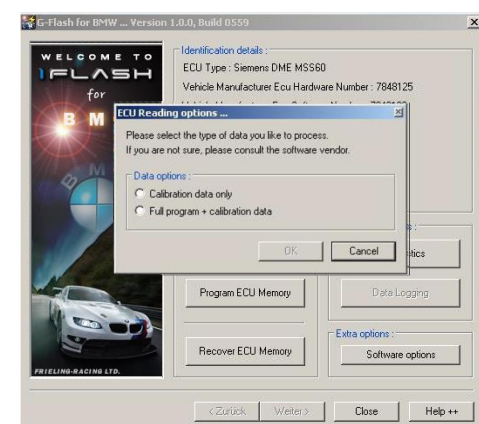 G-Flash for BMW ... Version 1.0.0, Build 0559
WELCOME TO
1FLASH
for
B M
Identification details :
ECU Type : Siemens DME MSS60
Vehicle Manufacturer Ecu Hardware Number : 7848125
ECU Reading options ...
Please select the type of data you like to process.
If you are not sure, please consult the software vendor.
Data options :
Calibration data only
Full program + calibration data
OK
Cancel
Program ECU Memory
Data Logging
Recover ECU Memory
Extra options :
Software options
FRIELING-RACING LTD.
< Zurück
Weiter >
Close
Help ++